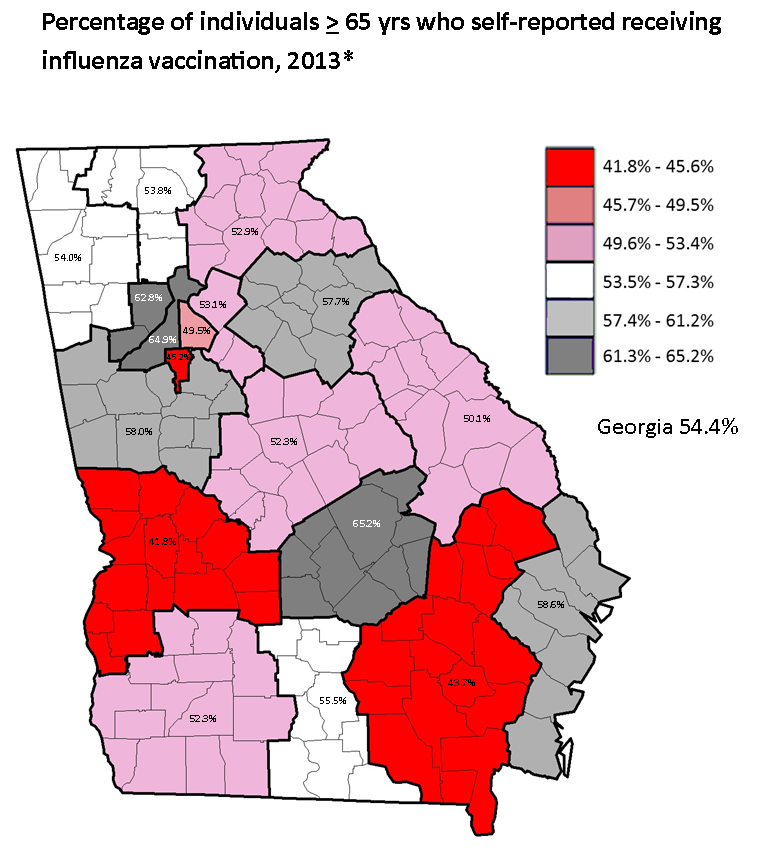 Percentage of individuals ≥ 65 yrs who self-reported receiving
influenza vaccination, 2013*
41.8% - 45.6%
45.7% - 49.5%
49.6% - 53.4%
53.5% - 57.3%
57.4% - 61.2%
61.3% - 65.2%
Georgia 54.4%
53.8%
52.9%
54.0%
62.8%
53.1%
57.7%
49.5%
64.9%
45.2%
50.1%
58.0%
52.3%
65.2%
41.8%
58.6%
43.7%
55.5%
52.3%